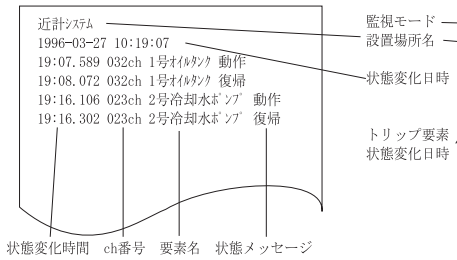 近計ｼｽﾃﾑ
1996-03-27 10:19:07
19:07.589 032ch 1号ｵｲﾙﾀﾝｸ 動作
19:08.072 032ch 1号ｵｲﾙﾀﾝｸ 復帰
19:16.106 023ch 2号冷却水ﾎﾟﾝﾌﾟ 動作
19:16.302 023ch 2号冷却水ﾎﾟﾝﾌﾟ 復帰
状態変化時間 ch番号 要素名 状態メッセージ
監視モード
設置場所名
状態変化日時
トリップ要素
状態変化日時